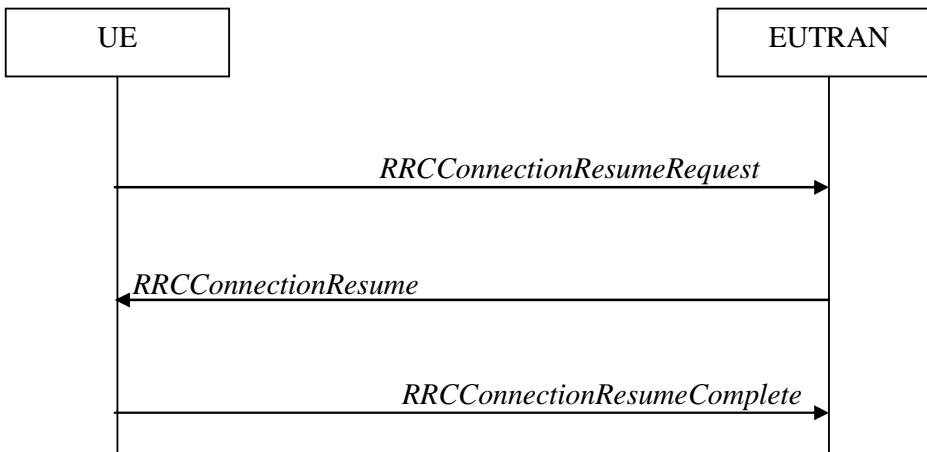 UE
EUTRAN
RRCConnectionResumeRequest
RRCConnectionResume
RRCConnectionResumeComplete